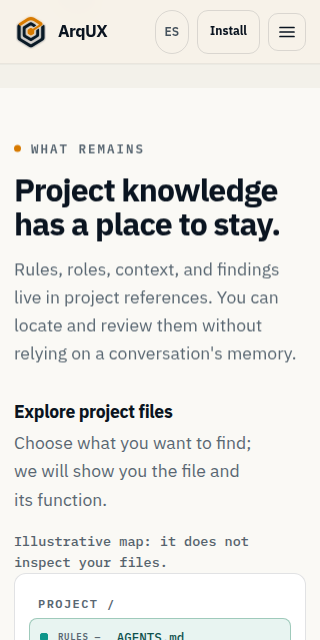 ArqUX
ES
Install
WHAT REMAINS
Project knowledge
has a place to stay.
Rules, roles, context, and findings
live in project references. You can
locate and review them without
relying on a conversation's memory.
Explore project files
Choose what you want to find;
we will show you the file and
its function.
Illustrative map: it does not
inspect your files.
PROJECT /
RULES — AGENTS.md